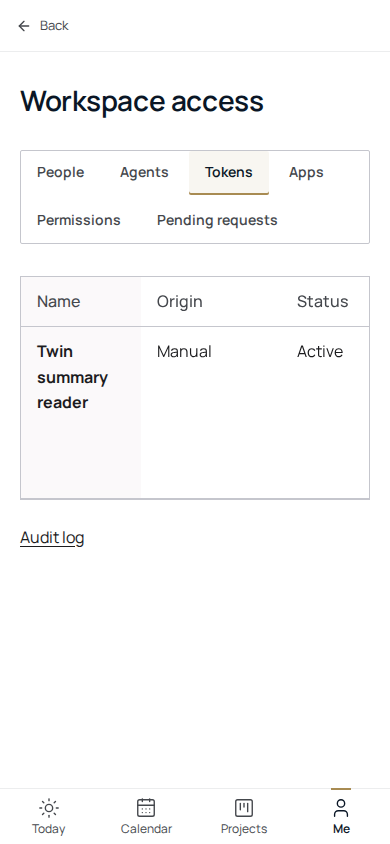 Back
Workspace access
People Agents Tokens Apps
Permissions Pending requests
Name Origin Status
Twin summary reader Manual Active
Audit log
Today Calendar Projects Me